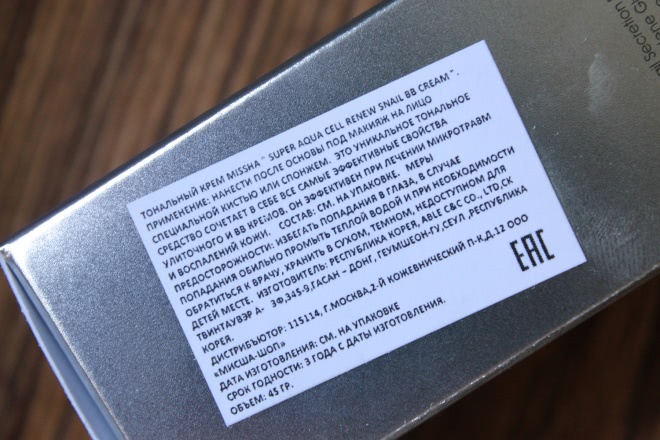 ТОНАЛЬНЫЙ КРЕМ MISSHA " SUPER AQUA CELL RENEW SNAIL BB CREAM ".
ПРИМЕНЕНИЕ: НАНЕСТИ ПОСЛЕ ОСНОВЫ ПОД МАКИЯЖ НА ЛИЦО
СПЕЦИАЛЬНОЙ КИСТЬЮ ИЛИ СПОНЖЕМ. ЭТО УНИКАЛЬНОЕ ТОНАЛЬНОЕ
СРЕДСТВО СОЧЕТАЕТ В СЕБЕ ВСЕ САМЫЕ ЭФФЕКТИВНЫЕ СВОЙСТВА
УЛИТОЧНОГО И ВВ КРЕМОВ. ОН ЭФФЕКТИВЕН ПРИ ЛЕЧЕНИИ МИКРОТРАВМ
И ВОСПАЛЕНИЙ КОЖИ. СОСТАВ: СМ. НА УПАКОВКЕ. МЕРЫ
ПРЕДОСТОРОЖНОСТИ: ИЗБЕГАТЬ ПОПАДАНИЯ В ГЛАЗА, В СЛУЧАЕ
ПОПАДАНИЯ ОБИЛЬНО ПРОМЫТЬ ТЕПЛОЙ ВОДОЙ И ПРИ НЕОБХОДИМОСТИ
ОБРАТИТЬСЯ К ВРАЧУ, ХРАНИТЬ В СУХОМ, ТЕМНОМ, НЕДОСТУПНОМ ДЛЯ
ДЕТЕЙ МЕСТЕ. ИЗГОТОВИТЕЛЬ: РЕСПУБЛИКА КОРЕЯ, ABLE C&C CO., LTD,СК
ТВИНТАУВЭР А- 3Ф,345-9.ГАСАН – ДОНГ, ГЕУМШЕОН-ГУ,СЕУЛ ,РЕСПУБЛИКА
КОРЕЯ.
ДИСТРИБЬЮТОР: 115114, Г.МОСКВА,2-Й КОЖЕВНИЧЕСКИЙ П-К,Д.12 ООО
«МИСША-ШОП»
ДАТА ИЗГОТОВЛЕНИЯ: СМ. НА УПАКОВКЕ
СРОК ГОДНОСТИ: 3 ГОДА С ДАТЫ ИЗГОТОВЛЕНИЯ.
ОБЪЕМ: 45 ГР.
EAC
Secretion